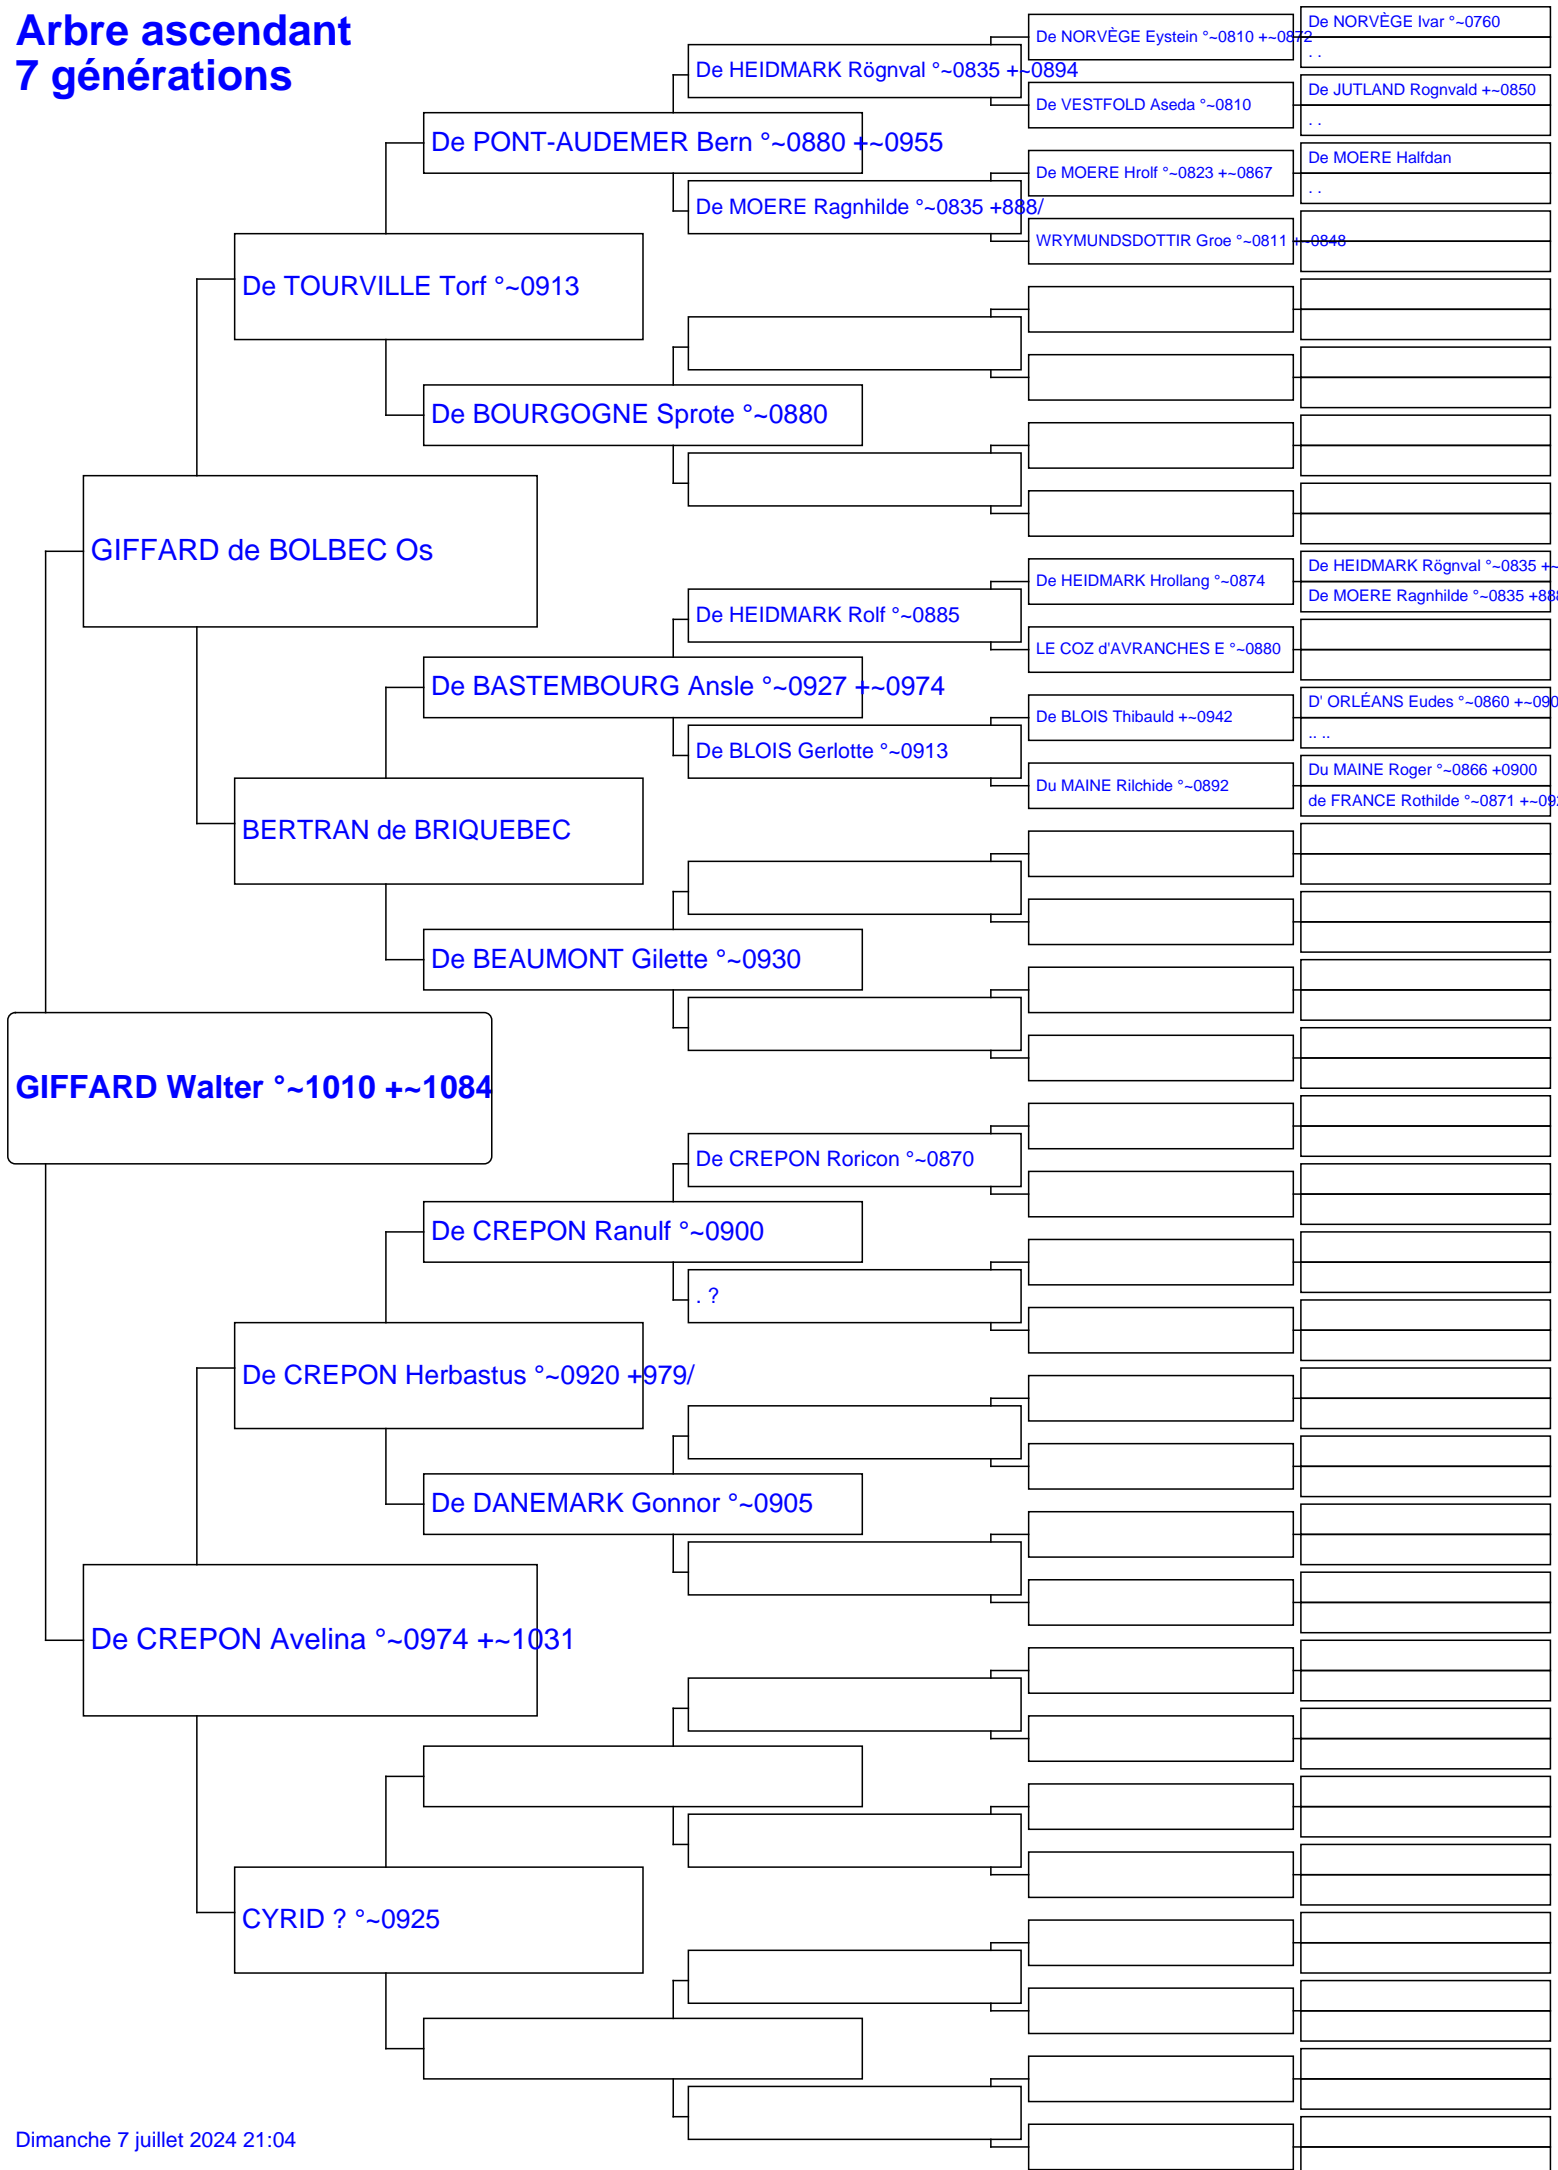 Arbre ascendant
7 générations
De NORVÈGE Ivar °~0760
De NORVÈGE Eystein °~0810 +~0872
. .
De HEIDMARK Rögnval °~0835 +~0894
De JUTLAND Rognvald +~0850
De VESTFOLD Aseda °~0810
. .
De PONT-AUDEMER Bern °~0880 +~0955
De MOERE Halfdan
De MOERE Hrolf °~0823 +~0867
. .
De MOERE Ragnhilde °~0835 +888/
WRYMUNDSDOTTIR Groe °~0811 +~0848
De TOURVILLE Torf °~0913
De BOURGOGNE Sprote °~0880
GIFFARD de BOLBEC Os
De HEIDMARK Rögnval °~0835 +~
De HEIDMARK Hrollang °~0874
De MOERE Ragnhilde °~0835 +888
De HEIDMARK Rolf °~0885
LE COZ d'AVRANCHES E °~0880
De BASTEMBOURG Ansle °~0927 +~0974
D' ORLÉANS Eudes °~0860 +~090
De BLOIS Thibauld +~0942
.. ..
De BLOIS Gerlotte °~0913
Du MAINE Roger °~0866 +0900
Du MAINE Rilchide °~0892
de FRANCE Rothilde °~0871 +~092
BERTRAN de BRIQUEBEC
De BEAUMONT Gilette °~0930
GIFFARD Walter °~1010 +~1084
De CREPON Roricon °~0870
De CREPON Ranulf °~0900
. ?
De CREPON Herbastus °~0920 +979/
De DANEMARK Gonnor °~0905
De CREPON Avelina °~0974 +~1031
CYRID ? °~0925
Dimanche 7 juillet 2024 21:04